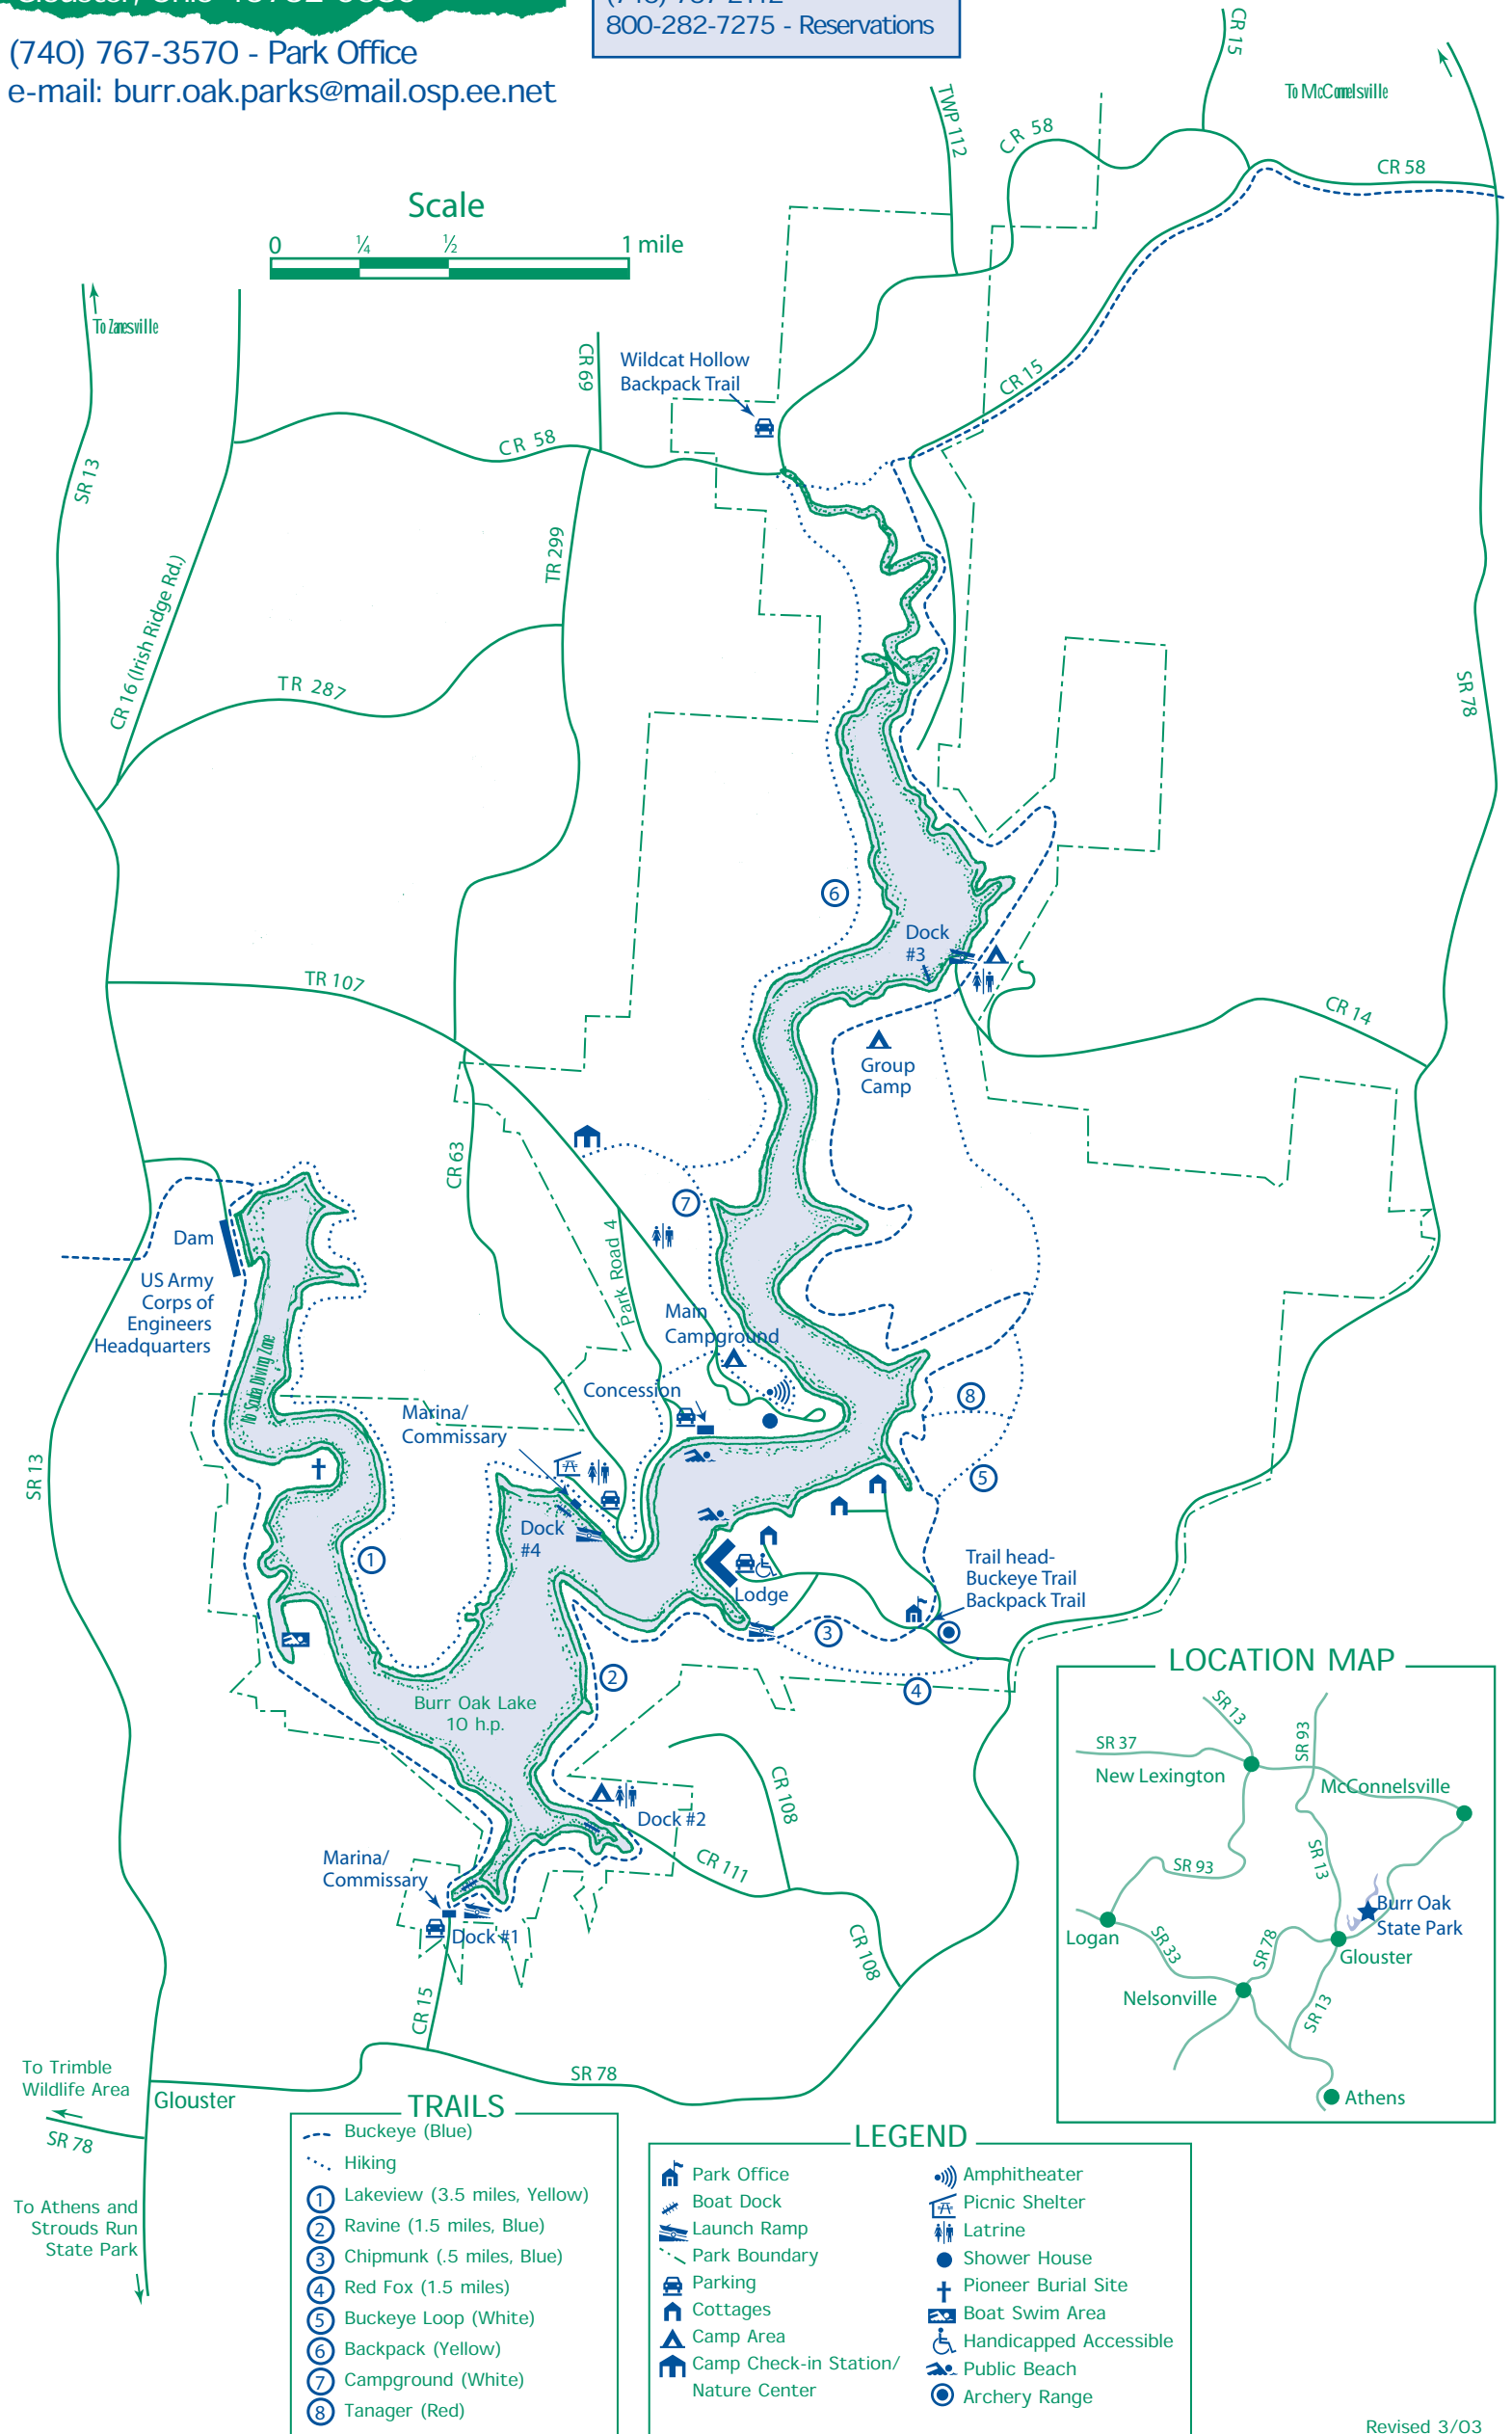 (740) 767-3570 - Park Office
e-mail: burr.oak.parks@mail.osp.ee.net
800-282-7275 - Reservations
CR 15
To McConnelsville
TWP 112
CR 58
CR 58
Scale
0 ¼ ½ 1 mile
To Zanesville
CR 69
Wildcat Hollow
Backpack Trail
CR 15
CR 58
SR 13
TR 299
CR 16 (Irish Ridge Rd.)
TR 287
SR 78
6
Dock
#3
TR 107
CR 14
Group
Camp
CR 63
7
Dam
Park Road 4
US Army
Corps of
Engineers
Headquarters
Main
Campground
No Scuba Diving Zone
Concession
8
Marina/
Commissary
5
SR 13
Dock
#4
1
Lodge
Trail head-
Buckeye Trail
Backpack Trail
3
2
4
Burr Oak Lake
10 h.p.
CR 108
Dock #2
CR 111
Marina/
Commissary
Dock #1
CR 108
CR 15
SR 78
To Trimble
Wildlife Area
Glouster
SR 78
To Athens and
Strouds Run
State Park
LOCATION MAP
SR 13
SR 93
SR 37
New Lexington
McConnelsville
SR 13
SR 93
Burr Oak
State Park
Logan
SR 33
SR 78
Glouster
Nelsonville
SR 13
Athens
TRAILS
Buckeye (Blue)
Hiking
1 Lakeview (3.5 miles, Yellow)
2 Ravine (1.5 miles, Blue)
3 Chipmunk (.5 miles, Blue)
4 Red Fox (1.5 miles)
5 Buckeye Loop (White)
6 Backpack (Yellow)
7 Campground (White)
8 Tanager (Red)
LEGEND
Park Office
Boat Dock
Launch Ramp
Park Boundary
Parking
Cottages
Camp Area
Camp Check-in Station/
Nature Center
Amphitheater
Picnic Shelter
Latrine
Shower House
Pioneer Burial Site
Boat Swim Area
Handicapped Accessible
Public Beach
Archery Range
Revised 3/03